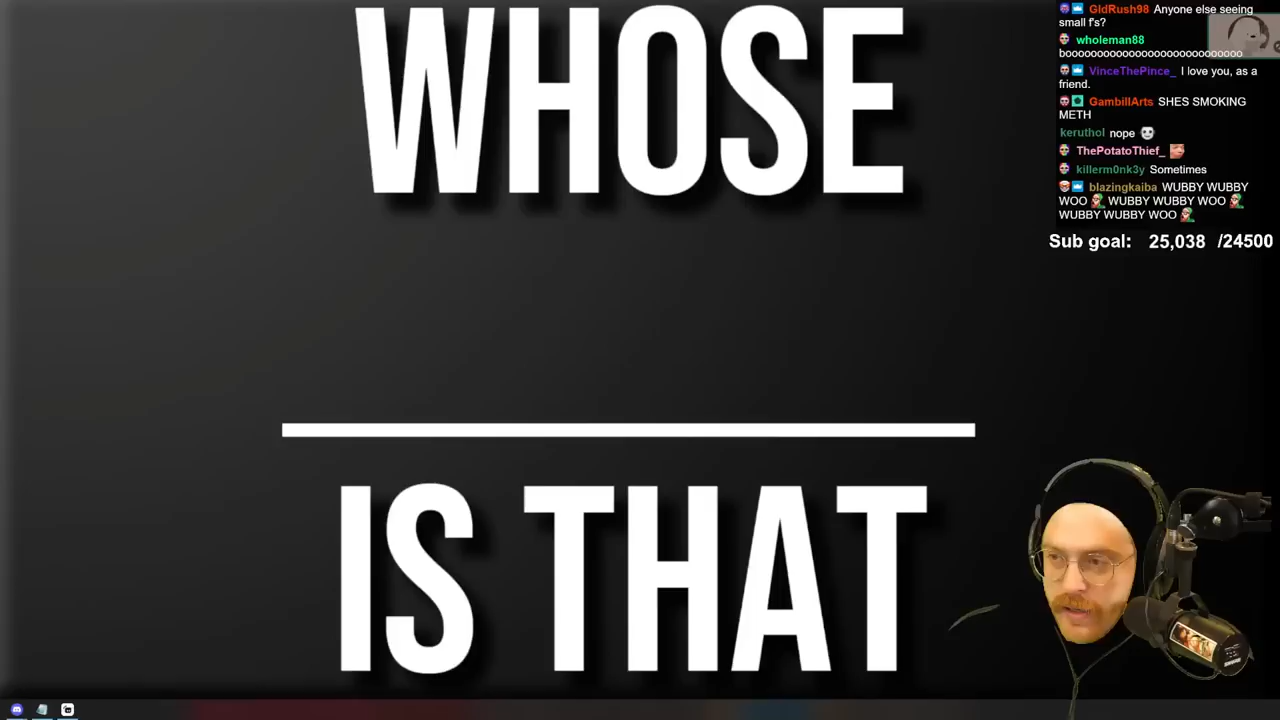 WHOSE
IS THAT
GldRush98 Anyone else seeing
small f's?
wholeman88
boooooooooooooooooooooooooooo
VinceThePince_ I love you, as a
friend.
GambillArts SHES SMOKING
METH
keruthol nope
ThePotatoThief_
killerm0nk3y Sometimes
blazingkaiba WUBBY WUBBY
WOO WUBBY WUBBY WOO
WUBBY WUBBY WOO
Sub goal: 25,038 /24500